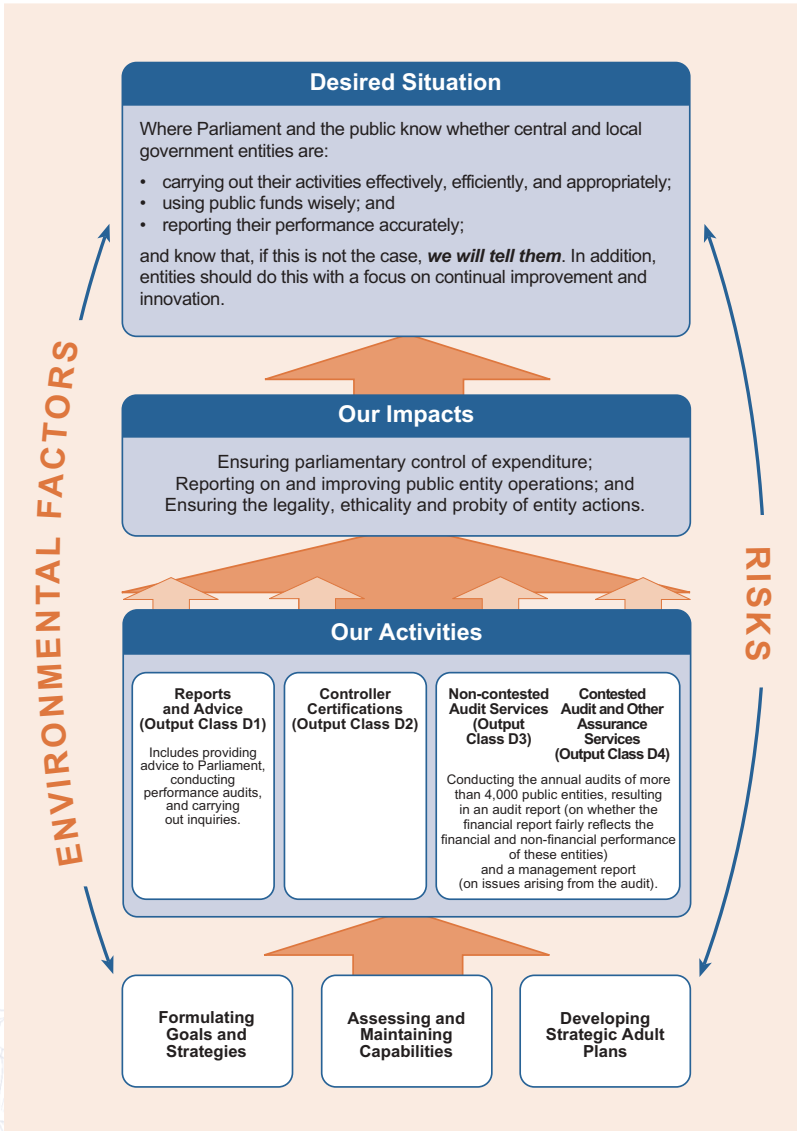 Desired Situation
Where Parliament and the public know whether central and local
government entities are:
• carrying out their activities effectively, efficiently, and appropriately;
• using public funds wisely; and
• reporting their performance accurately;
and know that, if this is not the case, we will tell them. In addition,
entities should do this with a focus on continual improvement and
innovation.
ENVIRONMENTAL FACTORS
RISKS
Our Impacts
Ensuring parliamentary control of expenditure;
Reporting on and improving public entity operations; and
Ensuring the legality, ethicality and probity of entity actions.
Our Activities
Reports
and Advice
(Output Class D1)
Includes providing
advice to Parliament,
conducting
performance audits,
and carrying
out inquiries.
Controller
Certifications
(Output Class D2)
Non-contested
Audit Services
(Output
Class D3)
Contested
Audit and Other
Assurance
Services
(Output Class D4)
Conducting the annual audits of more
than 4,000 public entities, resulting
in an audit report (on whether the
financial report fairly reflects the
financial and non-financial performance
of these entities)
and a management report
(on issues arising from the audit).
Formulating
Goals and
Strategies
Assessing and
Maintaining
Capabilities
Developing
Strategic Adult
Plans